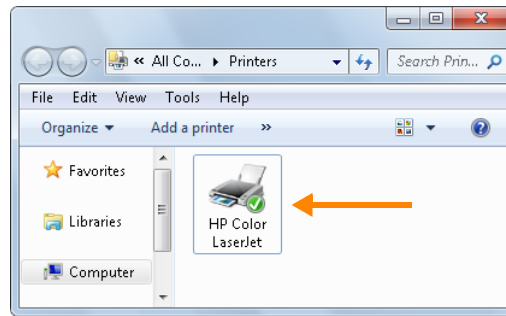 « All Co... ▸ Printers
Search Prin...
File Edit View Tools Help
Organize Add a printer »
Favorites
Libraries
Computer
HP Color
LaserJet